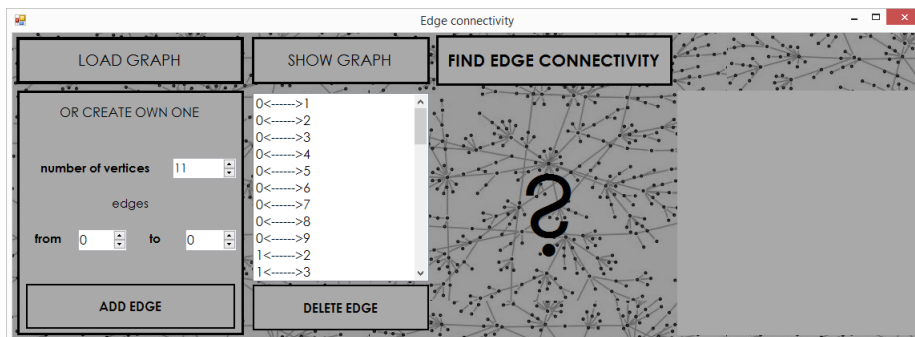 Edge connectivity
LOAD GRAPH
SHOW GRAPH
FIND EDGE CONNECTIVITY
OR CREATE OWN ONE
number of vertices 11
edges
from 0 to 0
ADD EDGE
0<------>1
0<------>2
0<------>3
0<------>4
0<------>5
0<------>6
0<------>7
0<------>8
0<------>9
1<------>2
1<------>3
DELETE EDGE
?